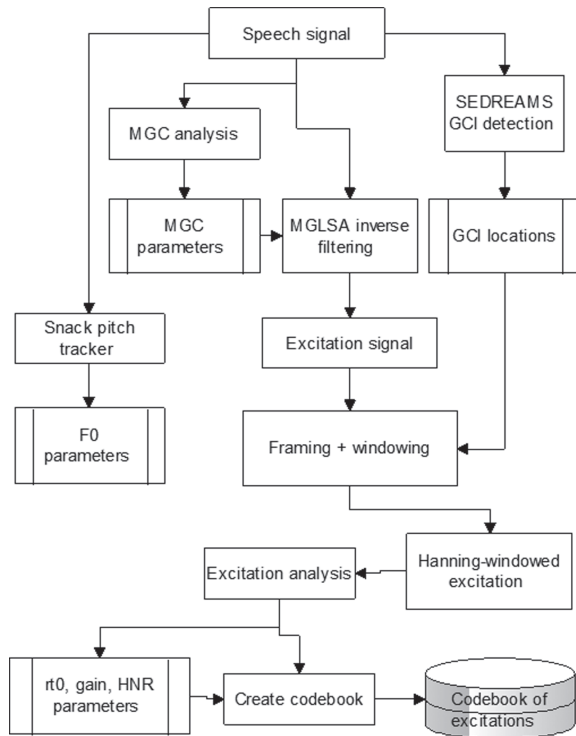 Speech signal
SEDREAMS
GCI detection
MGC analysis
MGC
parameters
MGLSA inverse
filtering
GCI locations
Snack pitch
tracker
Excitation signal
F0
parameters
Framing + windowing
Hanning-windowed
excitation
Excitation analysis
rt0, gain, HNR
parameters
Create codebook
Codebook of
excitations